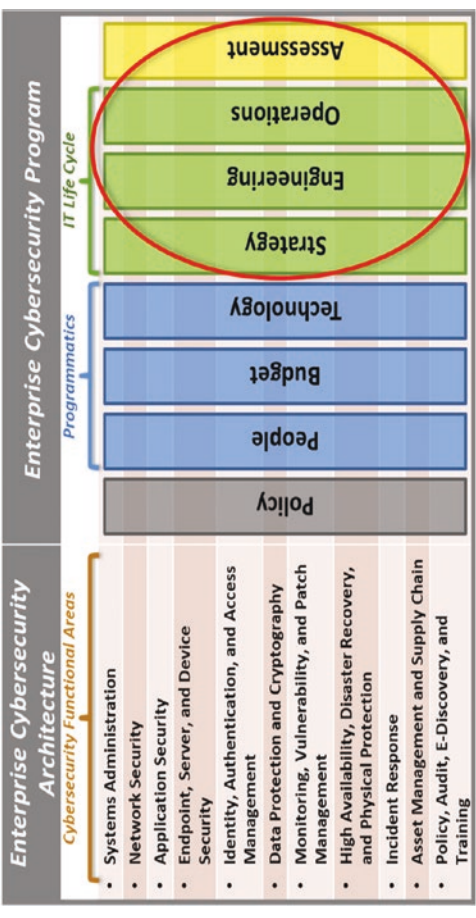 Enterprise Cybersecurity
Architecture
Enterprise Cybersecurity Program
Cybersecurity Functional Areas
Programmatics
IT Life Cycle
• Systems Administration
• Network Security
• Application Security
• Endpoint, Server, and Device
Security
• Identity, Authentication, and Access
Management
• Data Protection and Cryptography
• Monitoring, Vulnerability, and Patch
Management
• High Availability, Disaster Recovery,
and Physical Protection
• Incident Response
• Asset Management and Supply Chain
• Policy, Audit, E-Discovery, and
Training
Policy
People
Budget
Technology
Strategy
Engineering
Operations
Assessment